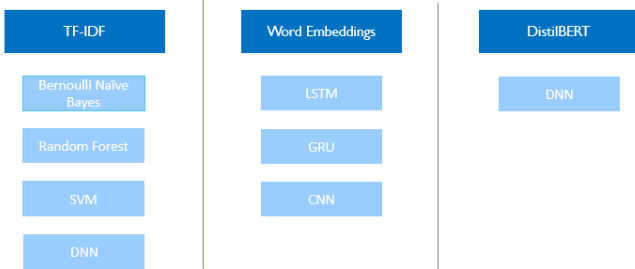 TF-IDF
Bernoulli Naïve
Bayes
Random Forest
SVM
DNN
Word Embeddings
LSTM
GRU
CNN
DistilBERT
DNN